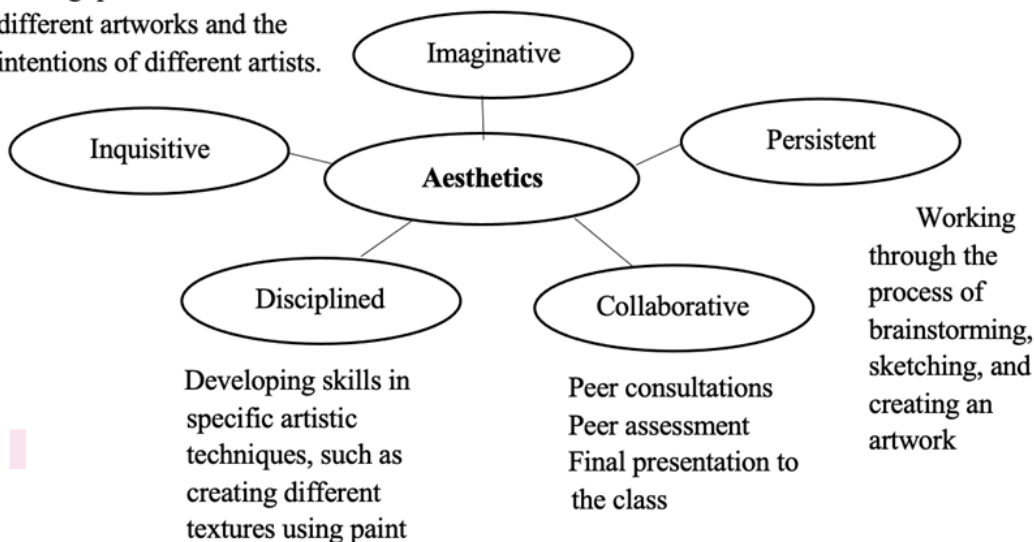 different artworks and the
intentions of different artists.
Imaginative
Inquisitive
Persistent
Aesthetics
Disciplined
Collaborative
Working
through the
process of
brainstorming,
sketching, and
creating an
artwork
Developing skills in
specific artistic
techniques, such as
creating different
textures using paint
Peer consultations
Peer assessment
Final presentation to
the class